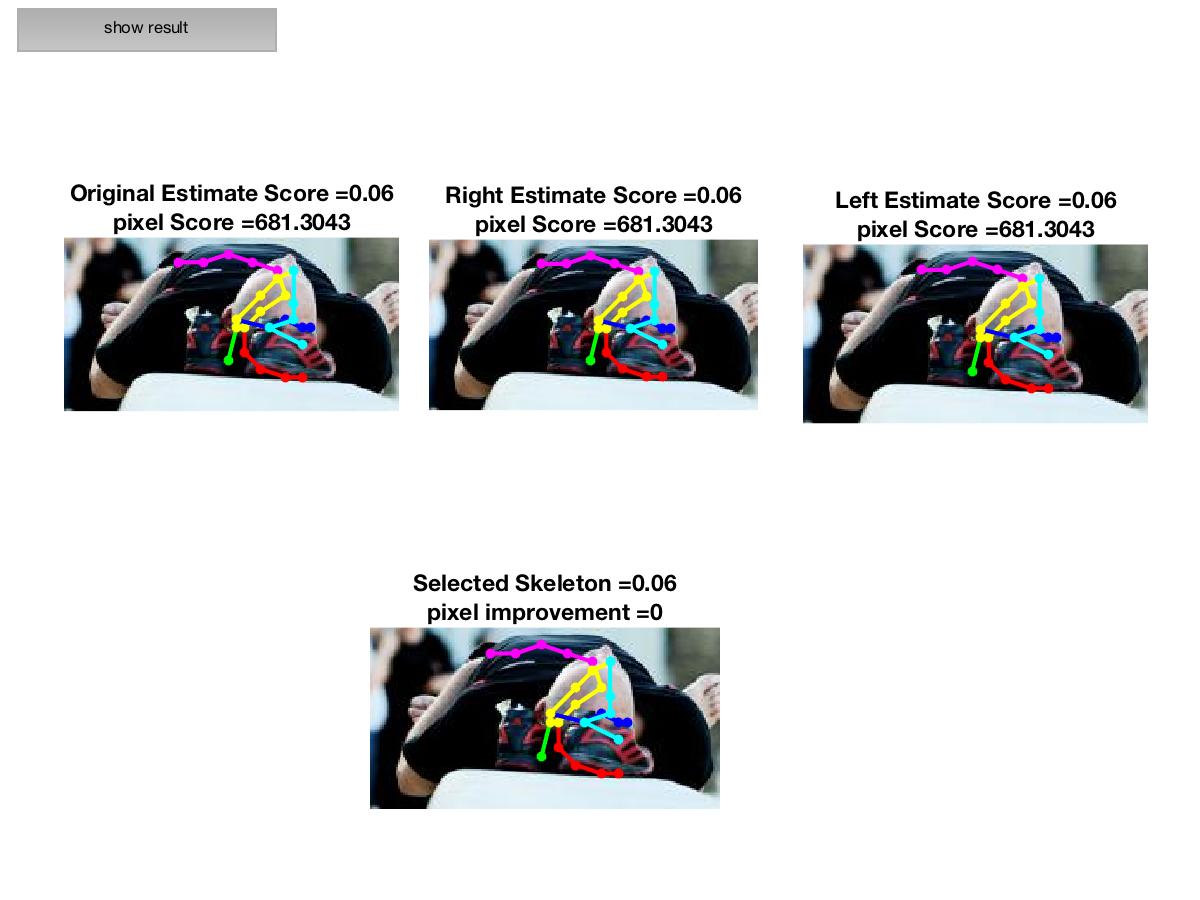 show result
Original Estimate Score =0.06
pixel Score =681.3043
Right Estimate Score =0.06
pixel Score =681.3043
Left Estimate Score =0.06
pixel Score =681.3043
Selected Skeleton =0.06
pixel improvement =0